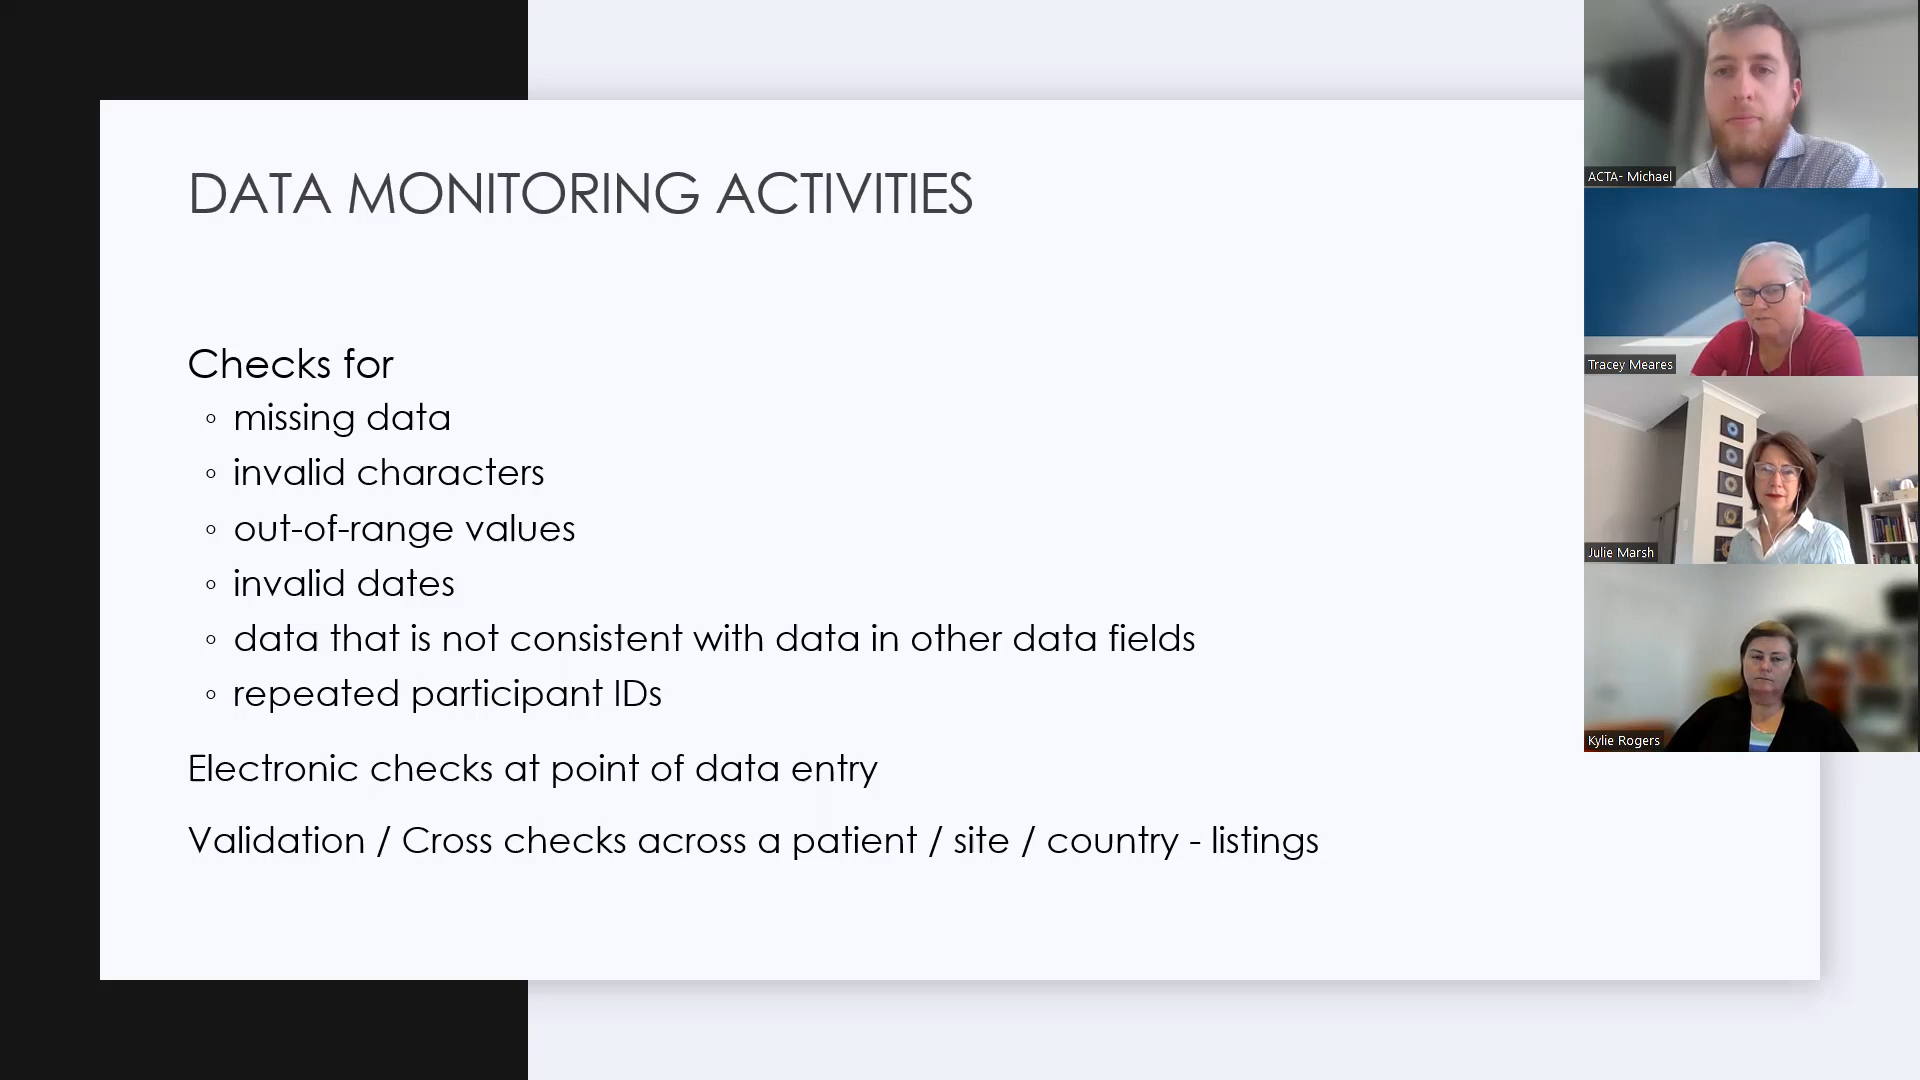 DATA MONITORING ACTIVITIES
Checks for
◦ missing data
◦ invalid characters
◦ out-of-range values
◦ invalid dates
◦ data that is not consistent with data in other data fields
◦ repeated participant IDs
Electronic checks at point of data entry
Validation / Cross checks across a patient / site / country - listings
ACTA- Michael
Tracey Meares
Julie Marsh
Kylie Rogers